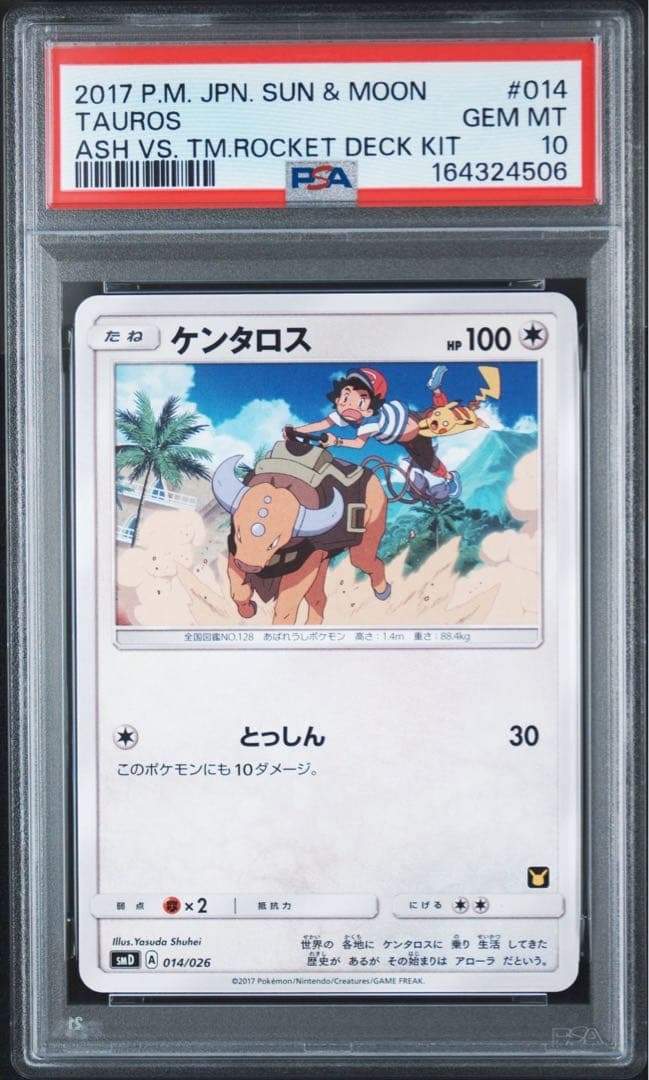 2017 P.M. JPN. SUN & MOON #014
TAUROS GEM MT
ASH VS. TM.ROCKET DECK KIT 10
PSA 164324506
たね ケンタロス HP 100
全国図鑑NO.128 あばれうしポケモン 高さ：1.4m 重さ：88.4kg
とっしん 30
このポケモンにも10ダメージ。
弱点 ×2 抵抗力 にげる
Illus.Yasuda Shuhei
世界の 各地に ケンタロスに 乗り 生活 してきた
歴史が あるが その始まりは アローラ だという。
SMD A 014/026
©2017 Pokémon/Nintendo/Creatures/GAME FREAK.
PSA